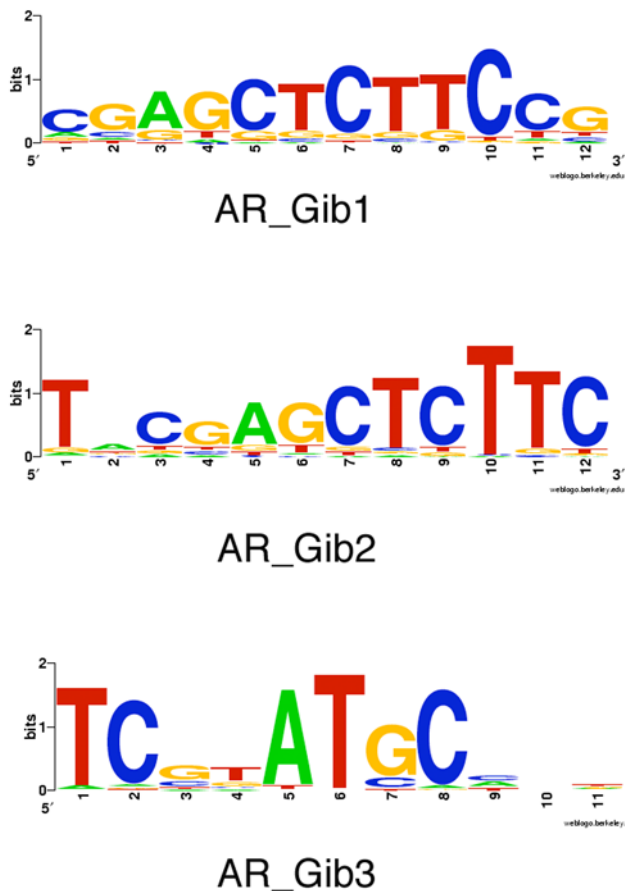 2
bits
1
0
CGAGCTCTTCCG
5′ 1 2 3 4 5 6 7 8 9 10 11 12 3′
weblogo.berkeley.edu
AR_Gib1
2
bits
1
0
TACGAGCTCTTC
5′ 1 2 3 4 5 6 7 8 9 10 11 12 3′
weblogo.berkeley.edu
AR_Gib2
2
bits
1
0
TCGTATGCC
5′ 1 2 3 4 5 6 7 8 9 10 11
weblogo.berkeley.
AR_Gib3